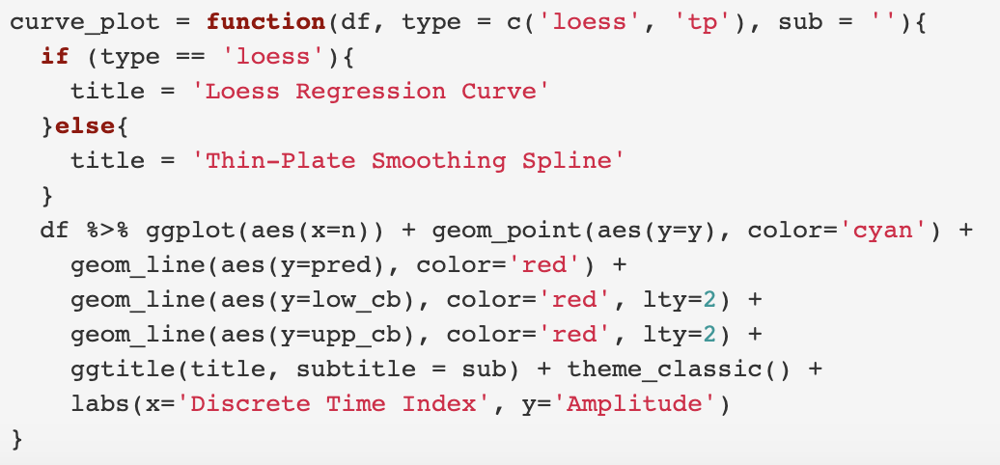 curve_plot = function(df, type = c('loess', 'tp'), sub = ''){
  if (type == 'loess'){
    title = 'Loess Regression Curve'
  }else{
    title = 'Thin-Plate Smoothing Spline'
  }
  df %>% ggplot(aes(x=n)) + geom_point(aes(y=y), color='cyan') +
    geom_line(aes(y=pred), color='red') +
    geom_line(aes(y=low_cb), color='red', lty=2) +
    geom_line(aes(y=upp_cb), color='red', lty=2) +
    ggtitle(title, subtitle = sub) + theme_classic() +
    labs(x='Discrete Time Index', y='Amplitude')
}